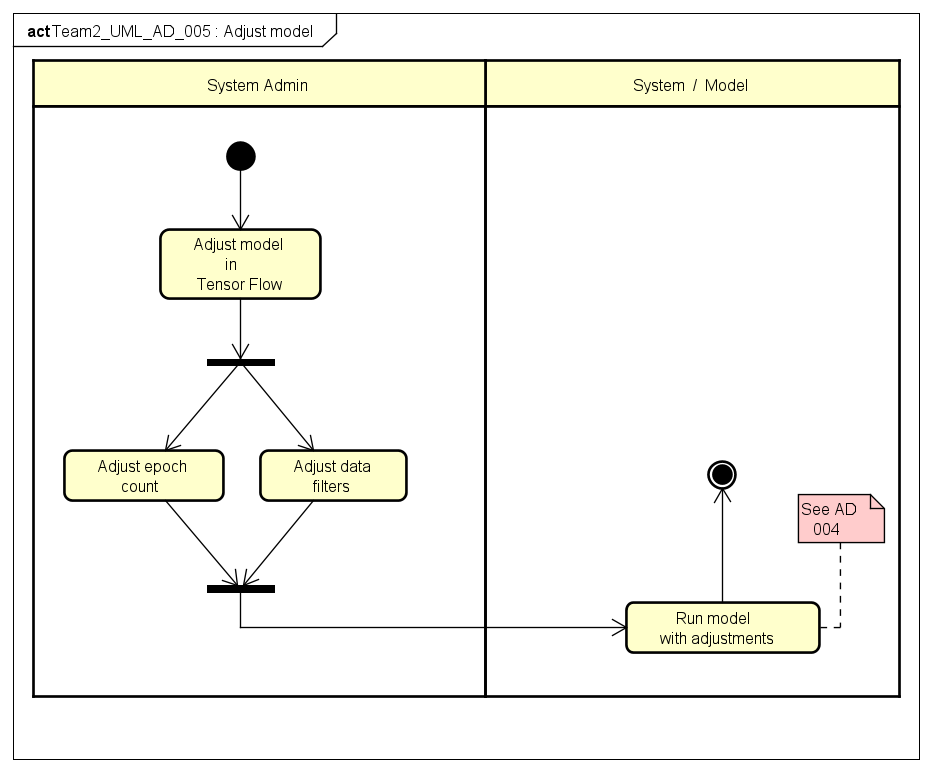 act Team2_UML_AD_005 : Adjust model
System Admin
System / Model
Adjust model
in
Tensor Flow
Adjust epoch
count
Adjust data
filters
See AD
004
Run model
with adjustments